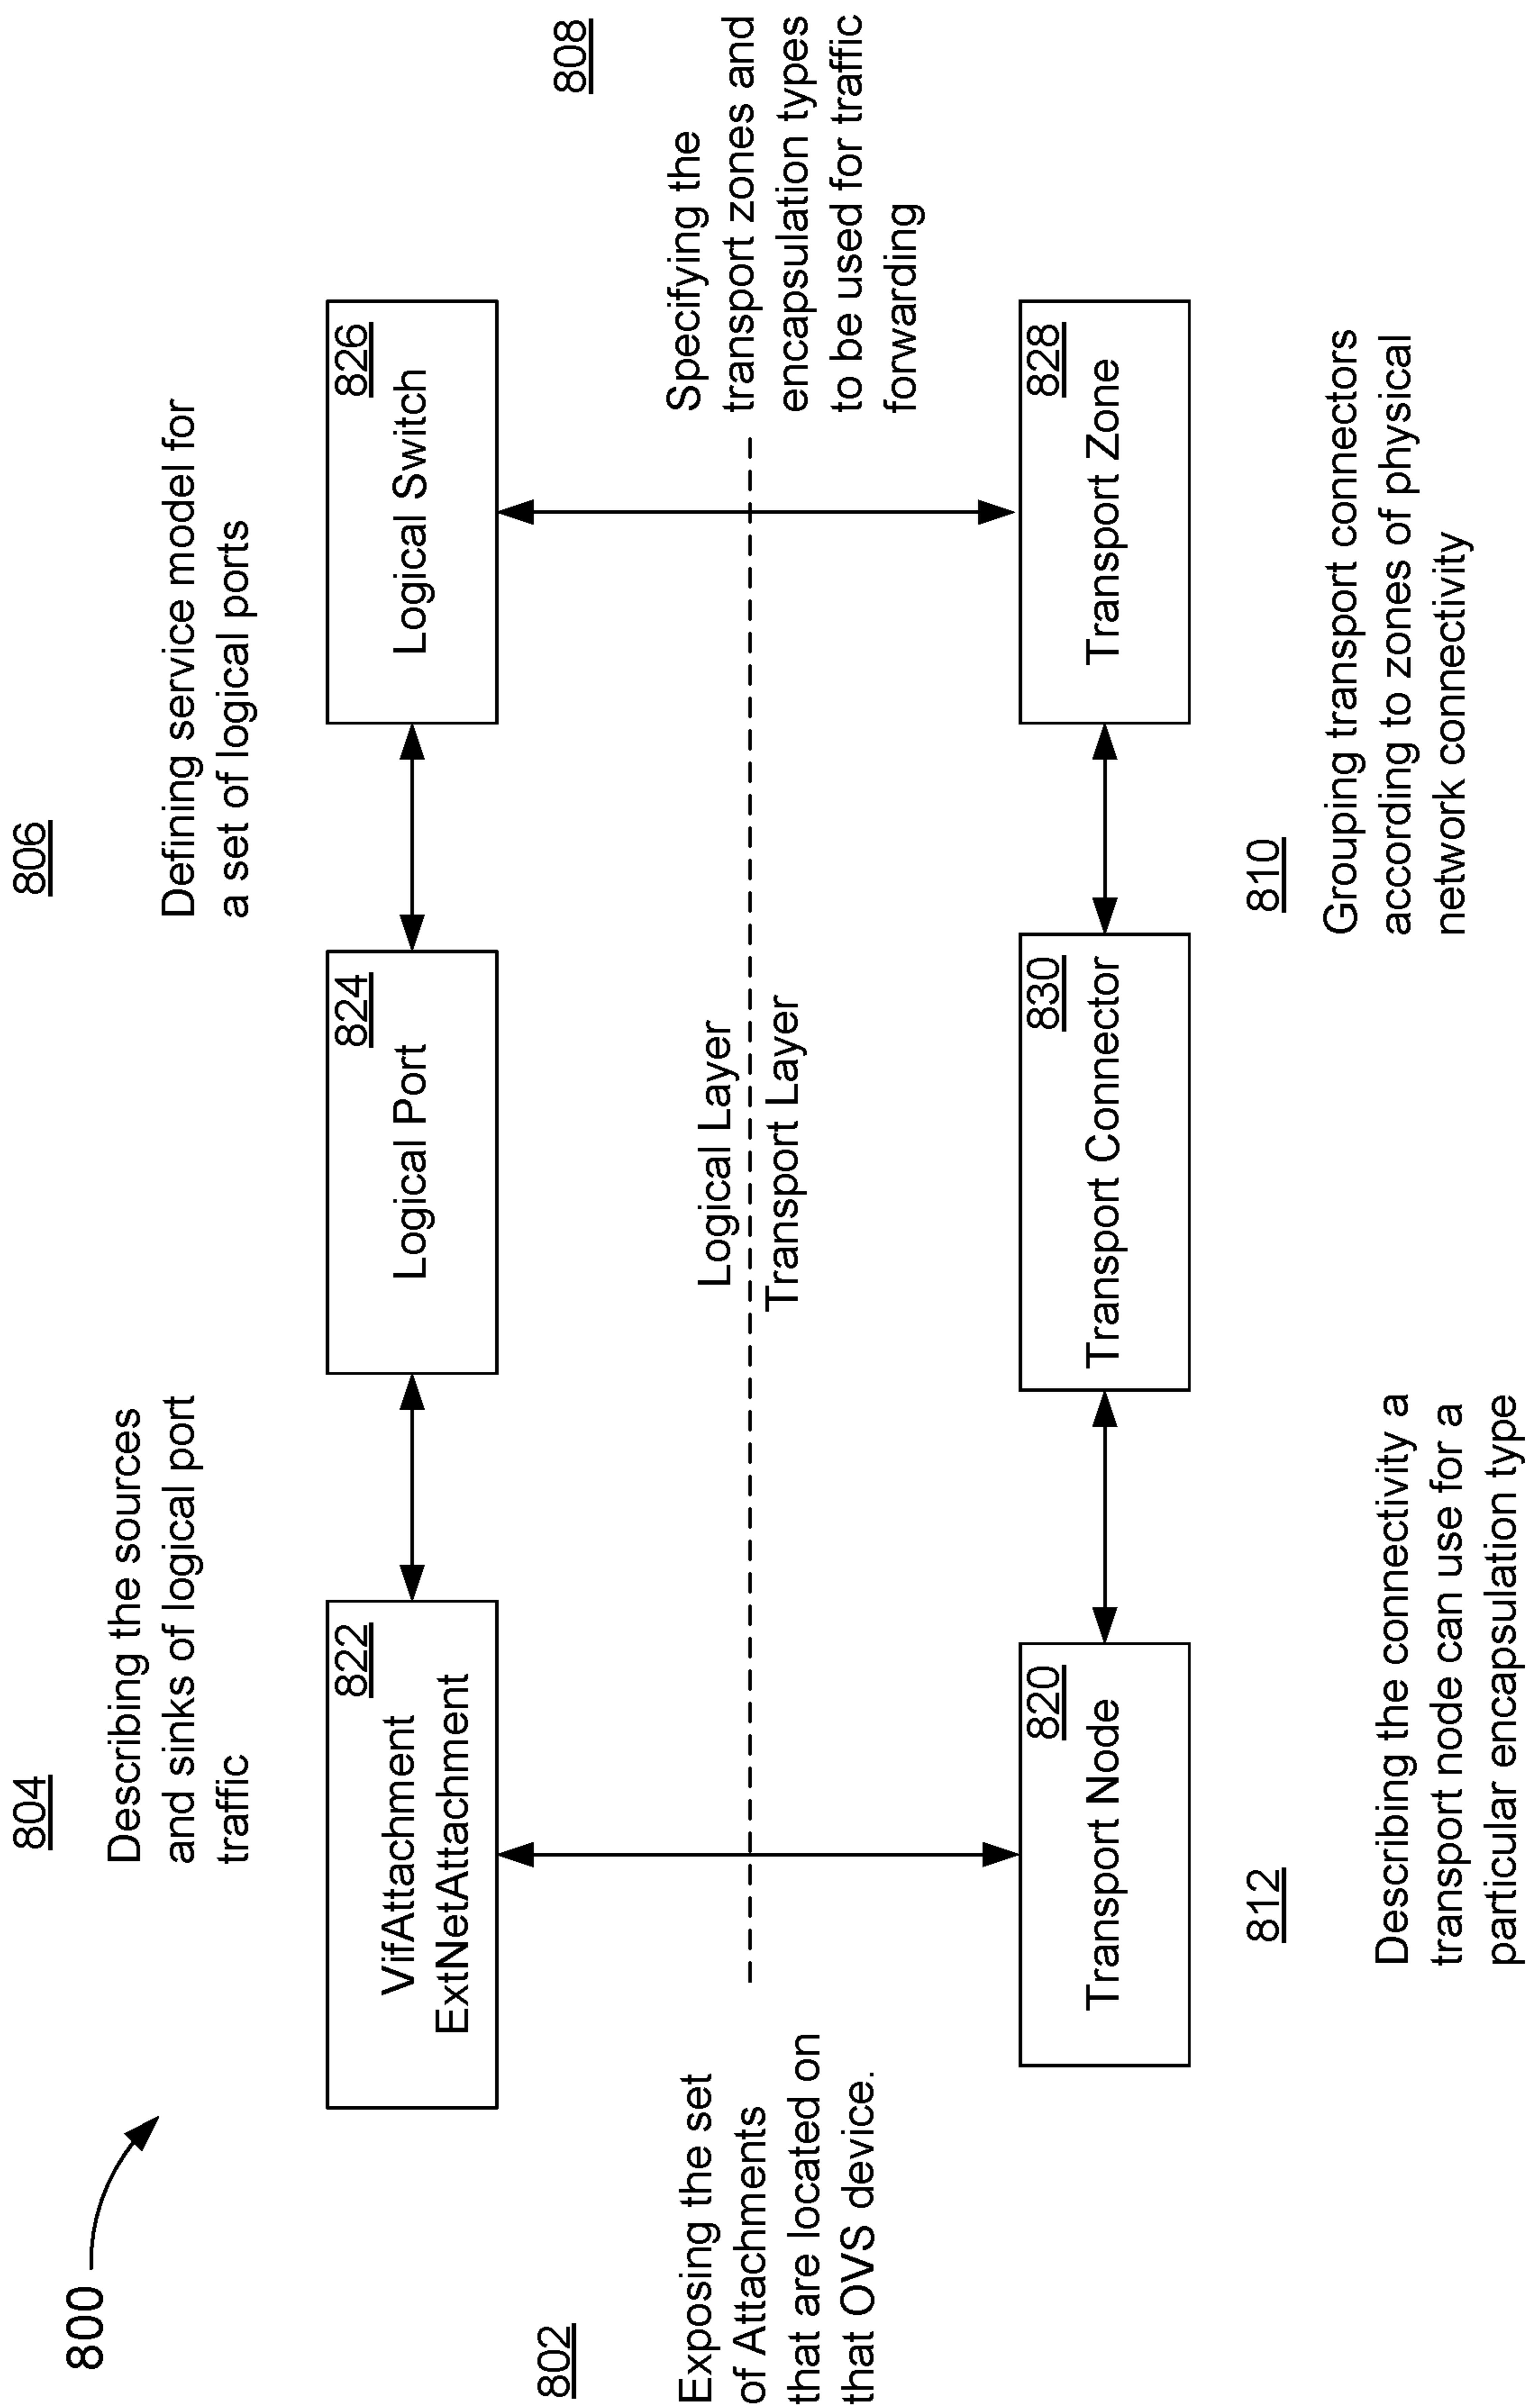 800
804
Describing the sources
and sinks of logical port
traffic
806
Defining service model for
a set of logical ports
822
VifAttachment
ExtNetAttachment
824
Logical Port
826
Logical Switch
802
Exposing the set
of Attachments
that are located on
that OVS device.
Logical Layer
Transport Layer
808
Specifying the
transport zones and
encapsulation types
to be used for traffic
forwarding
820
Transport Node
830
Transport Connector
828
Transport Zone
812
Describing the connectivity a
transport node can use for a
particular encapsulation type
810
Grouping transport connectors
according to zones of physical
network connectivity